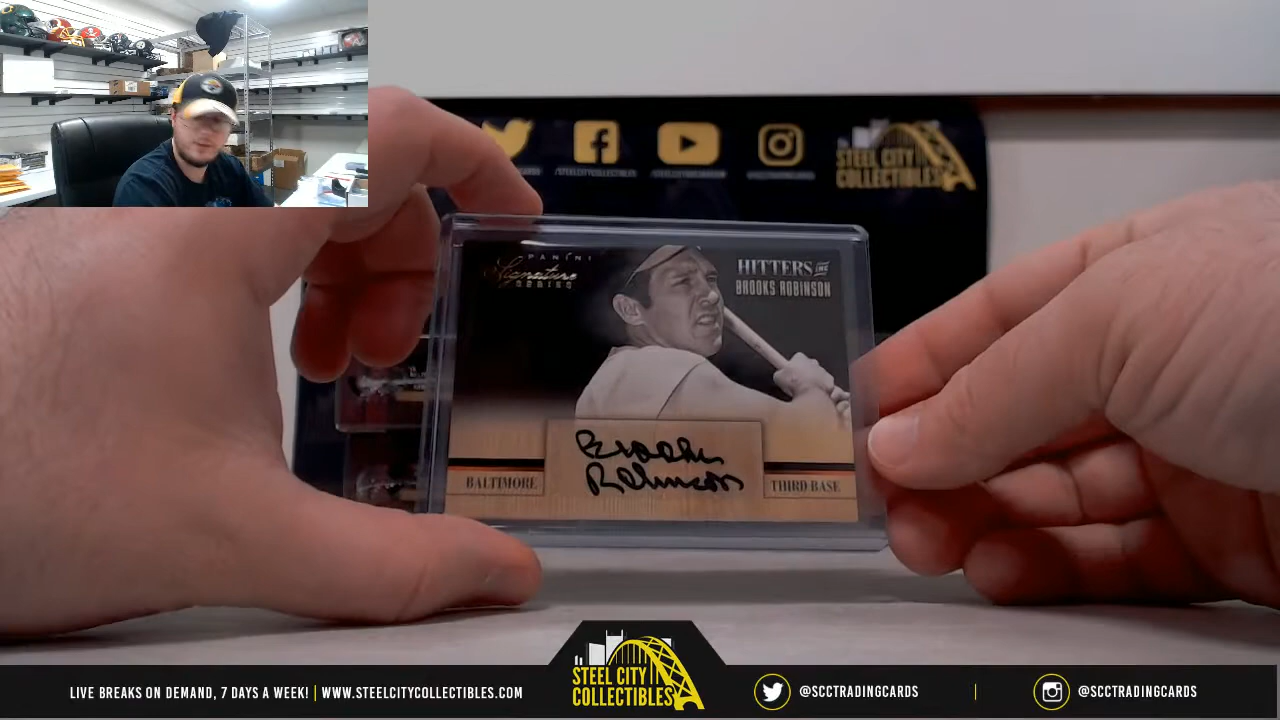 STEEL CITY
COLLECTIBLES
PANINI
Signature
SERIES
HITTERS INC
BROOKS ROBINSON
Brooks
Robinson
BALTIMORE
THIRD BASE
STEEL CITY
COLLECTIBLES
LIVE BREAKS ON DEMAND, 7 DAYS A WEEK! | WWW.STEELCITYCOLLECTIBLES.COM
@SCCTRADINGCARDS
@SCCTRADINGCARDS